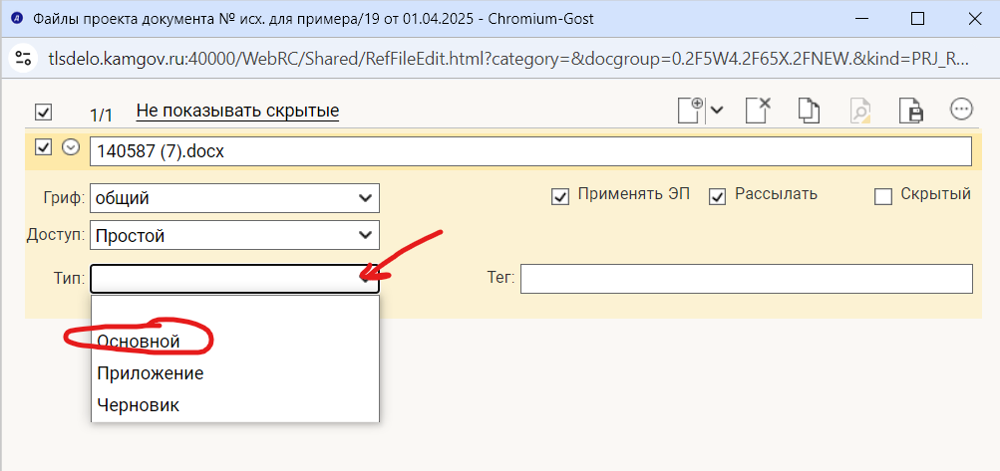 Файлы проекта документа № исх. для примера/19 от 01.04.2025 - Chromium-Gost
tlsdelo.kamgov.ru:40000/WebRC/Shared/RefFileEdit.html?category=&docgroup=0.2F5W4.2F65X.2FNEW.&kind=PRJ_R...
1/1 Не показывать скрытые
140587 (7).docx
Гриф: общий Применять ЭП Рассылать Скрытый
Доступ: Простой
Тип: Тег:
Основной
Приложение
Черновик